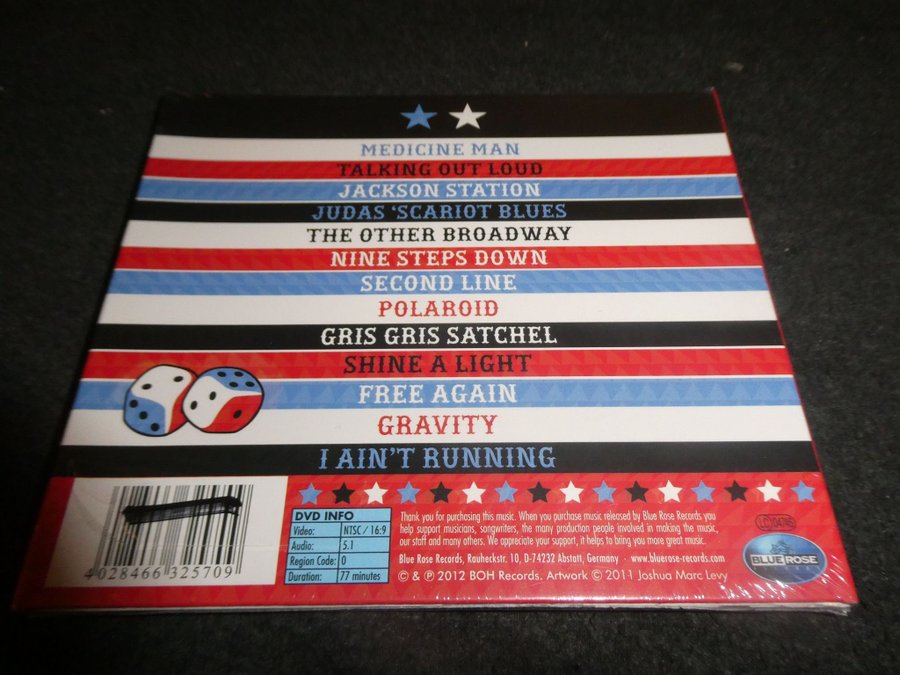 MEDICINE MAN
TALKING OUT LOUD
JACKSON STATION
JUDAS 'SCARIOT BLUES
THE OTHER BROADWAY
NINE STEPS DOWN
SECOND LINE
POLAROID
GRIS GRIS SATCHEL
SHINE A LIGHT
FREE AGAIN
GRAVITY
I AIN'T RUNNING
4 028466 325709
DVD INFO
Video: NTSC / 16:9
Audio: 5.1
Region Code: 0
Duration: 77 minutes
Thank you for purchasing this music. When you purchase music released by Blue Rose Records you
help support musicians, songwriters, the many production people involved in making the music,
our staff and many others. We appreciate your support, it helps to bring you more great music.
Blue Rose Records, Rauheckstr. 10, D-74232 Abstatt, Germany · www.bluerose-records.com
© & ℗ 2012 BOH Records. Artwork © 2011 Joshua Marc Levy
LC 04745
BLUE ROSE